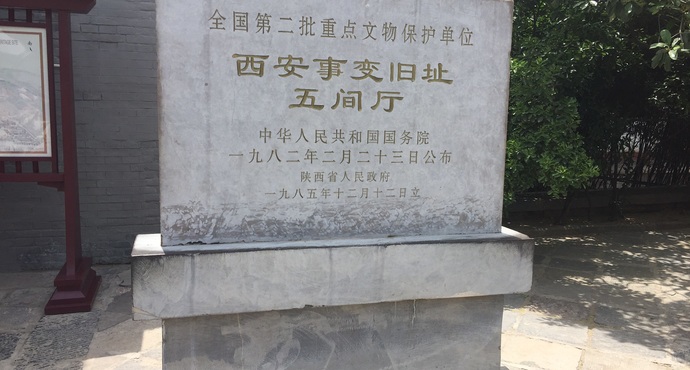 全国第二批重点文物保护单位
西安事变旧址
五间厅
中华人民共和国国务院
一九八二年二月二十三日公布
陕西省人民政府
一九八五年十二月十二日立